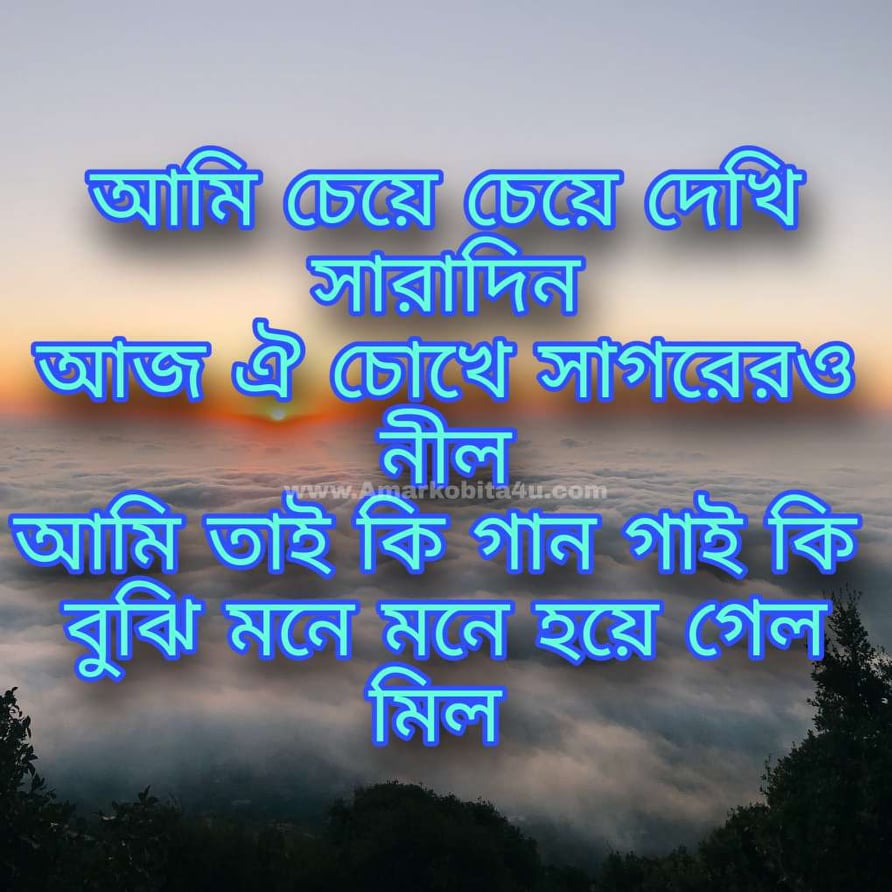 আমি চেয়ে চেয়ে দেখি
সারাদিন
আজ ঐ চোখে সাগরেরও
নীল
www.Amarkobita4u.com
আমি তাই কি গান গাই কি
বুঝি মনে মনে হয়ে গেল
মিল